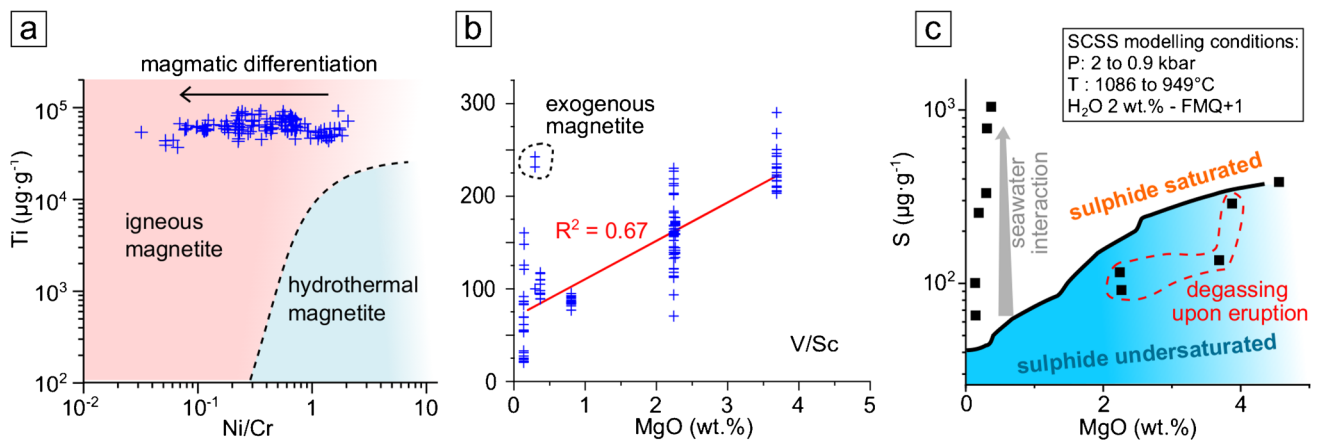 a
magmatic differentiation
10⁵
10⁴
10³
10²
Ti (µg·g⁻¹)
igneous
magnetite
hydrothermal
magnetite
10⁻² 10⁻¹ 1 10
Ni/Cr
b
exogenous
magnetite
300
200
100
0
R² = 0.67
V/Sc
0 1 2 3 4 5
MgO (wt.%)
c
SCSS modelling conditions:
P: 2 to 0.9 kbar
T : 1086 to 949°C
H₂O 2 wt.% - FMQ+1
10³
10²
S (µg·g⁻¹)
seawater
interaction
sulphide saturated
degassing
upon eruption
sulphide undersaturated
0 2 4
MgO (wt.%)